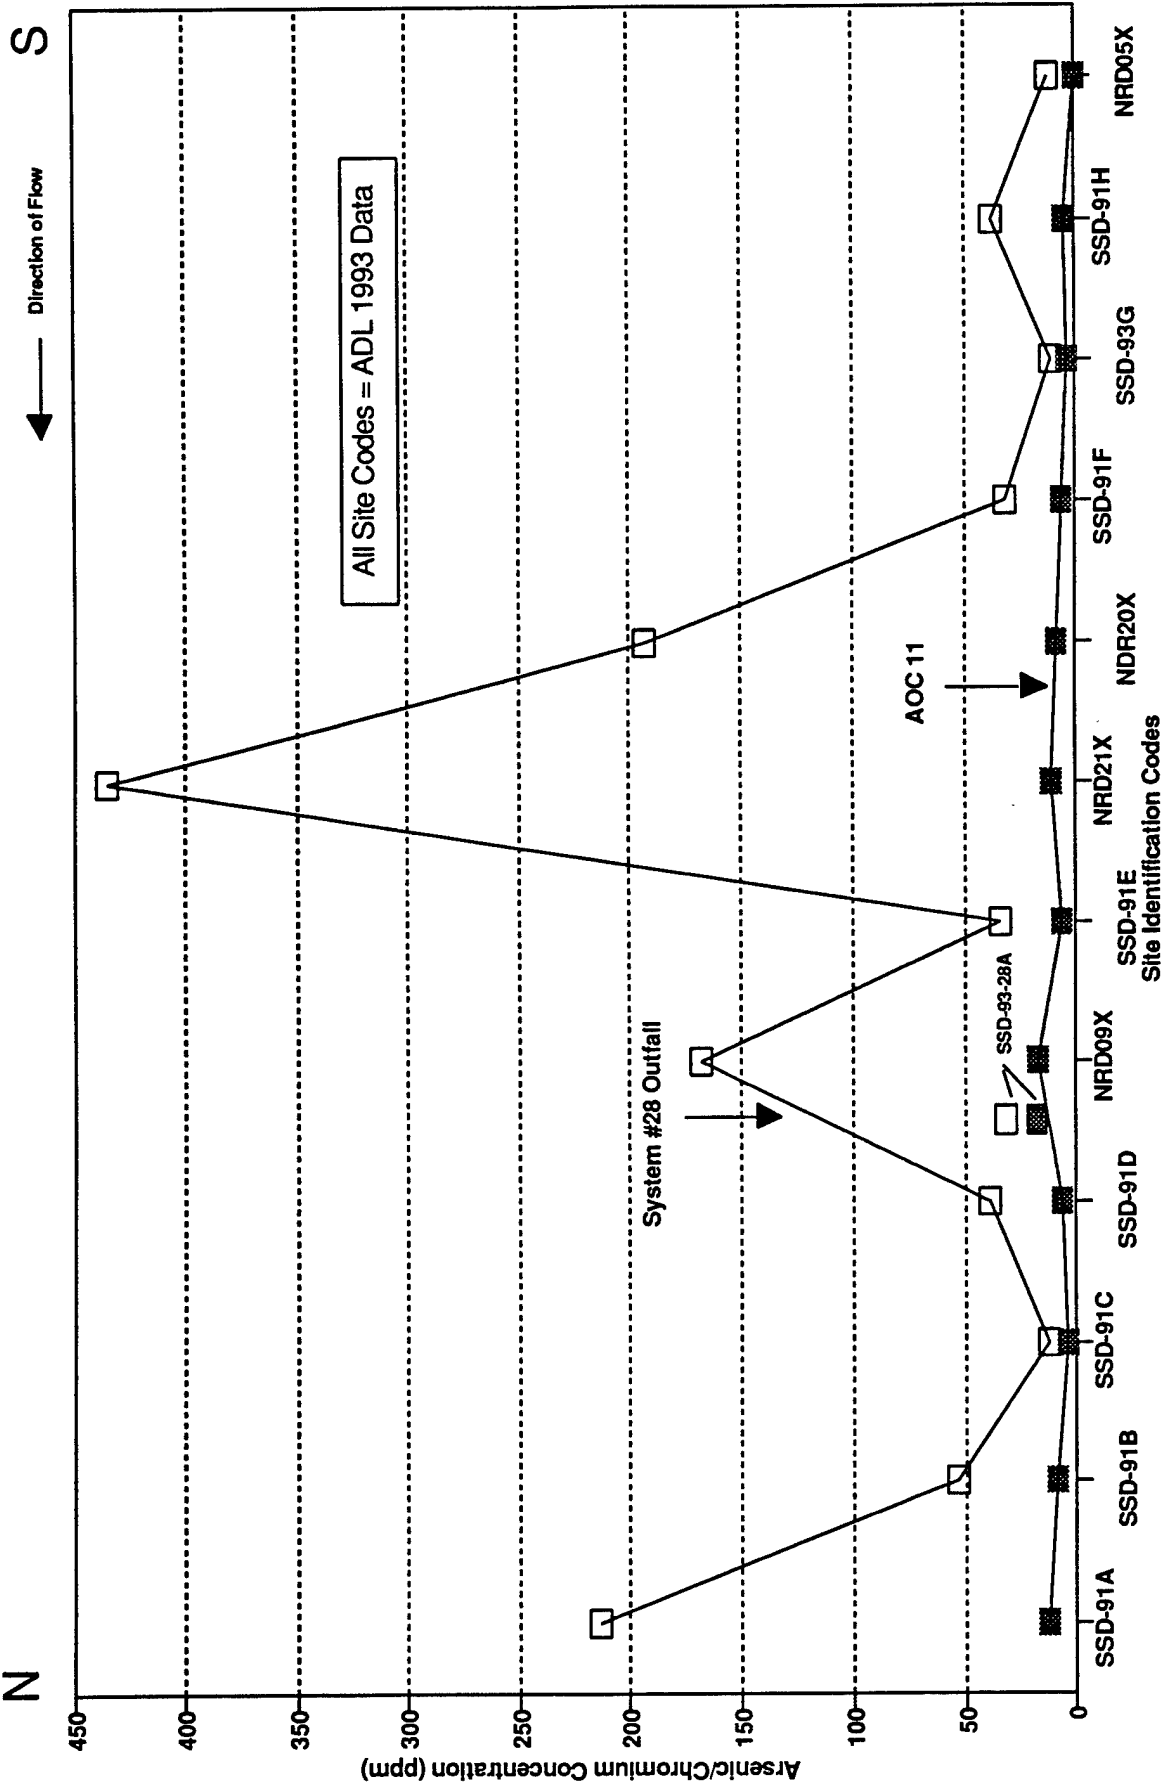 N
S
Direction of Flow
All Site Codes = ADL 1993 Data
System #28 Outfall
AOC 11
SSD-93-28A
Arsenic/Chromium Concentration (ppm)
450
400
350
300
250
200
150
100
50
0
SSD-91A
SSD-91B
SSD-91C
SSD-91D
NRD09X
SSD-91E
NRD21X
NDR20X
SSD-91F
SSD-93G
SSD-91H
NRD05X
Site Identification Codes